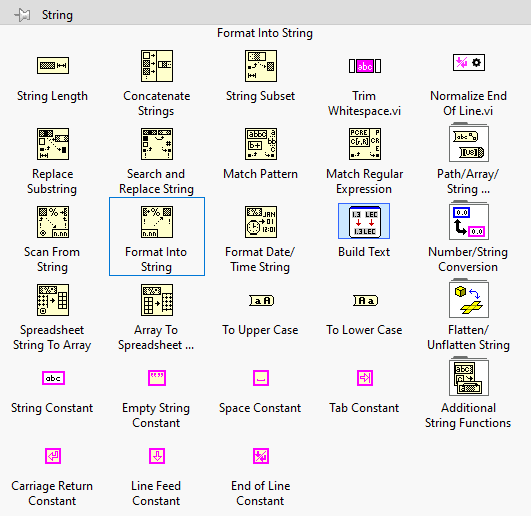 String
Format Into String
String Length
Concatenate
Strings
String Subset
Trim
Whitespace.vi
Normalize End
Of Line.vi
Replace
Substring
Search and
Replace String
Match Pattern
Match Regular
Expression
Path/Array/
String ...
Scan From
String
Format Into
String
Format Date/
Time String
Build Text
Number/String
Conversion
Spreadsheet
String To Array
Array To
Spreadsheet ...
To Upper Case
To Lower Case
Flatten/
Unflatten String
String Constant
Empty String
Constant
Space Constant
Tab Constant
Additional
String Functions
Carriage Return
Constant
Line Feed
Constant
End of Line
Constant